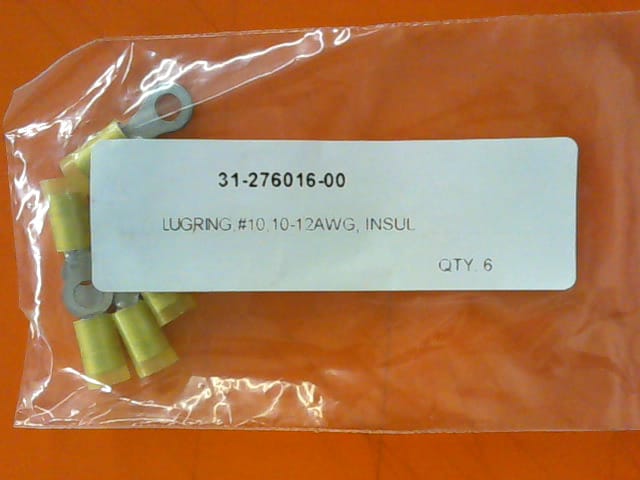 31-276016-00
LUGRING,#10,10-12AWG, INSUL
QTY. 6